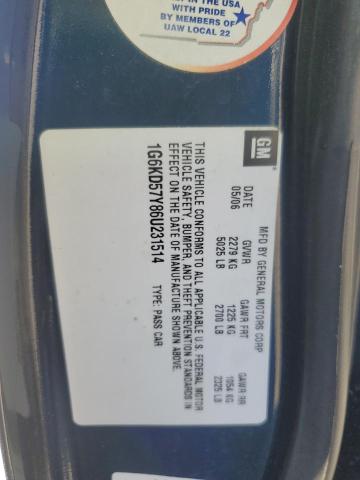 IN THE USA
WITH PRIDE
BY MEMBERS OF
UAW LOCAL 22
GM
MFD BY GENERAL MOTORS CORP
DATE GVWR GAWR FRT GAWR RR
05/06 2279 KG 1225 KG 1054 KG
5025 LB 2700 LB 2325 LB
THIS VEHICLE CONFORMS TO ALL APPLICABLE U.S. FEDERAL MOTOR
VEHICLE SAFETY, BUMPER, AND THEFT PREVENTION STANDARDS IN
EFFECT ON THE DATE OF MANUFACTURE SHOWN ABOVE.
1G6KD57Y86U231514 TYPE: PASS CAR